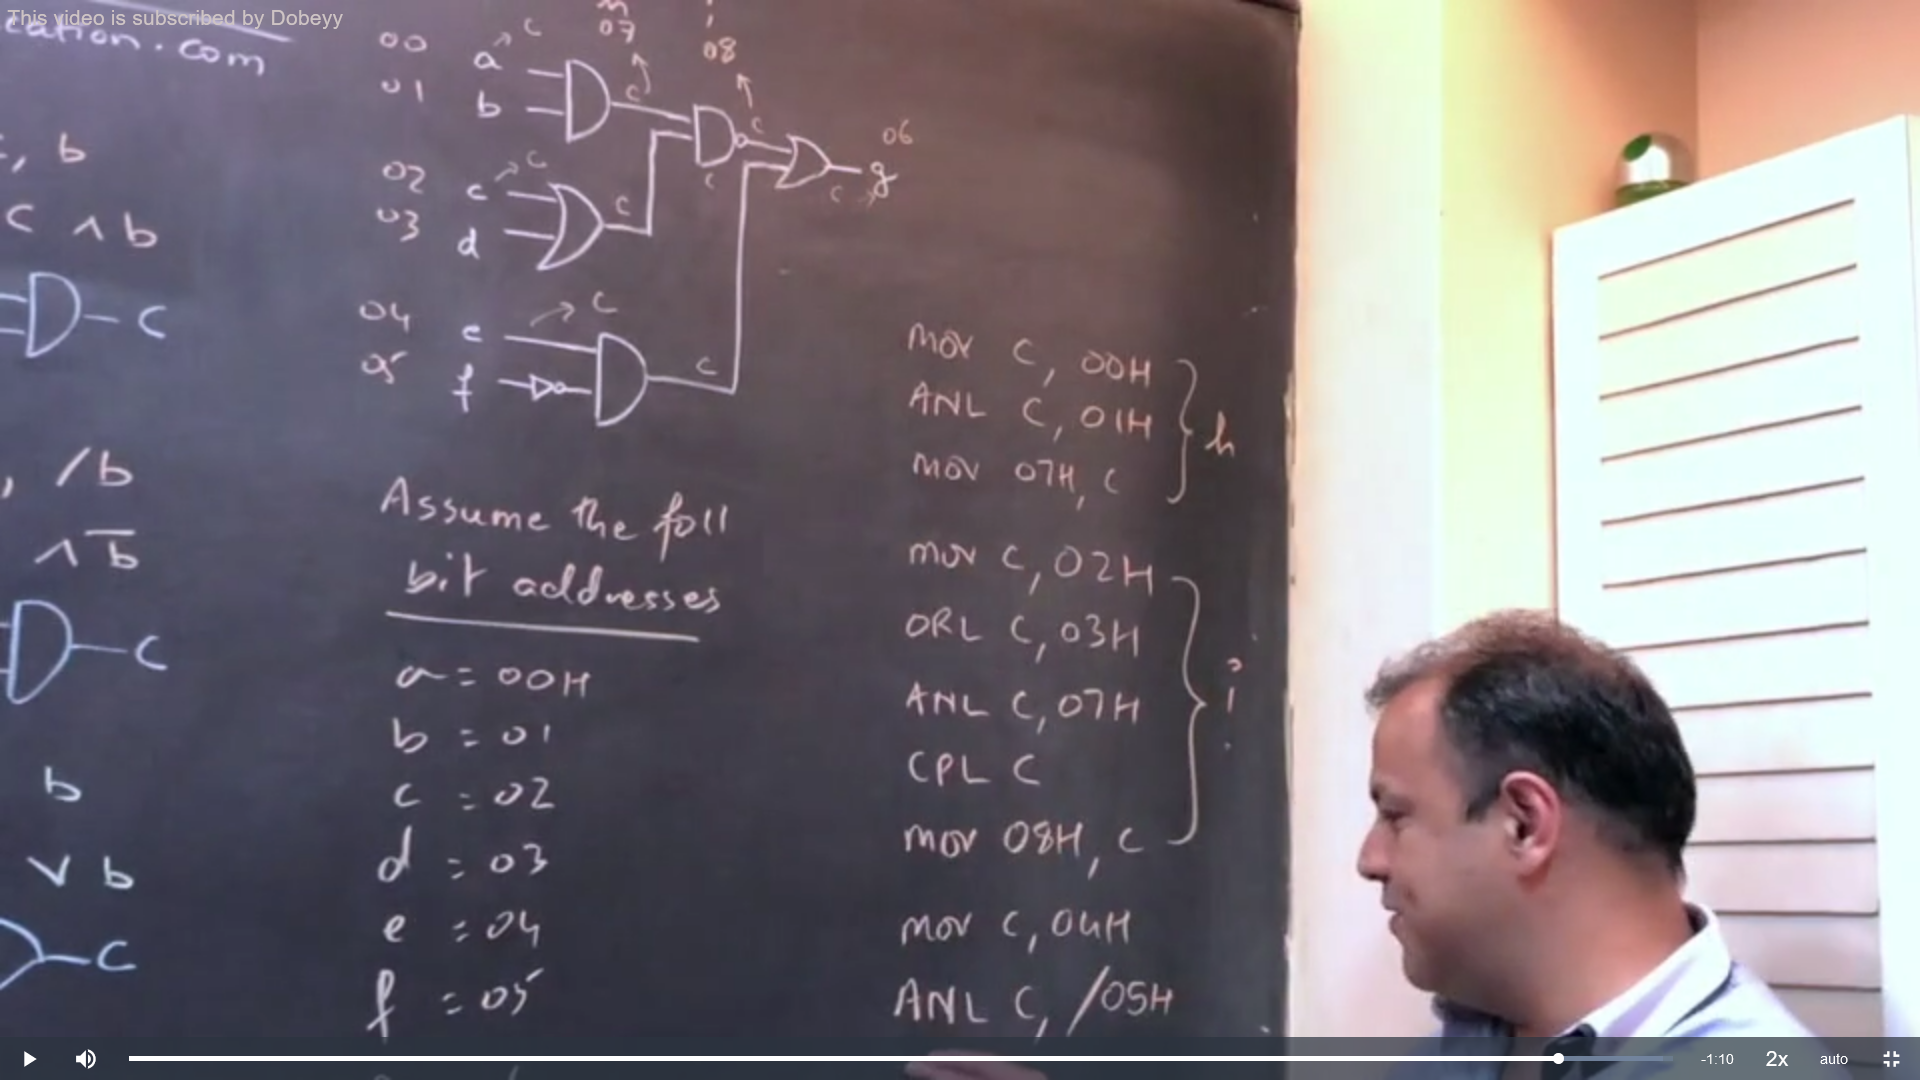 This video is subscribed by Dobeyy
cation.com
, b
C ∧ b
C
, /b
∧ b̅
C
b
∨ b
C
00 a → C
01 b
02 c → C
03 d
04 e → C
05 f
C
C
C
07
08
C
C
C
06
g
Assume the foll
bit addresses
a = 00H
b = 01
c = 02
d = 03
e = 04
f = 05
MOV C, 00H
ANL C, 01H
MOV 07H, C
h
MOV C, 02H
ORL C, 03H
ANL C, 07H
CPL C
MOV 08H, C
i
MOV C, 04H
ANL C, /05H
-1:10
2x
auto